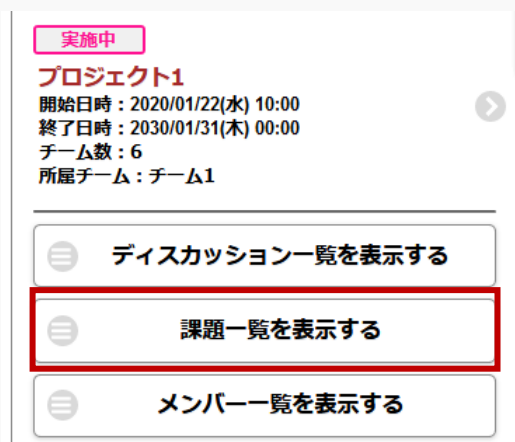 実施中
プロジェクト1
開始日時：2020/01/22(水) 10:00
終了日時：2030/01/31(木) 00:00
チーム数：6
所属チーム：チーム1
ディスカッション一覧を表示する
課題一覧を表示する
メンバー一覧を表示する